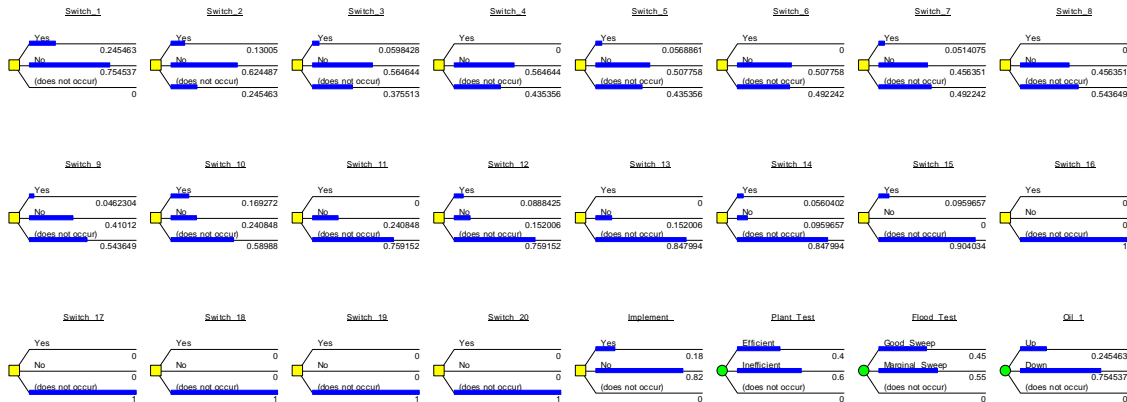 Switch_1
Yes
0.245463
No
0.754537
(does not occur)
0
Switch_2
Yes
0.13005
No
0.624487
(does not occur)
0.245463
Switch_3
Yes
0.0598428
No
0.564644
(does not occur)
0.375513
Switch_4
Yes
0
No
0.564644
(does not occur)
0.435356
Switch_5
Yes
0.0568861
No
0.507758
(does not occur)
0.435356
Switch_6
Yes
0
No
0.507758
(does not occur)
0.492242
Switch_7
Yes
0.0514075
No
0.456351
(does not occur)
0.492242
Switch_8
Yes
0
No
0.456351
(does not occur)
0.543649
Switch_9
Yes
0.0462304
No
0.41012
(does not occur)
0.543649
Switch_10
Yes
0.169272
No
0.240848
(does not occur)
0.58988
Switch_11
Yes
0
No
0.240848
(does not occur)
0.759152
Switch_12
Yes
0.0888425
No
0.152006
(does not occur)
0.759152
Switch_13
Yes
0
No
0.152006
(does not occur)
0.847994
Switch_14
Yes
0.0560402
No
0.0959657
(does not occur)
0.847994
Switch_15
Yes
0.0959657
No
0
(does not occur)
0.904034
Switch_16
Yes
0
No
0
(does not occur)
1
Switch_17
Yes
0
No
0
(does not occur)
1
Switch_18
Yes
0
No
0
(does not occur)
1
Switch_19
Yes
0
No
0
(does not occur)
1
Switch_20
Yes
0
No
0
(does not occur)
1
Implement_
Yes
0.18
No
0.82
(does not occur)
0
Plant_Test
Efficient
0.4
Inefficient
0.6
(does not occur)
0
Flood_Test
Good_Sweep
0.45
Marginal_Sweep
0.55
(does not occur)
0
Oil_1
Up
0.245463
Down
0.754537
(does not occur)
0